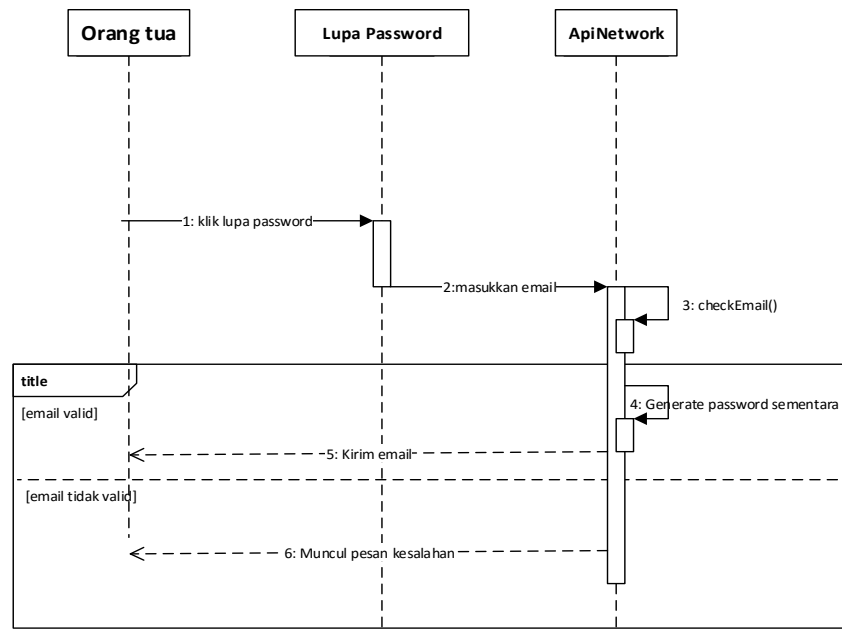 Orang tua
Lupa Password
ApiNetwork
1: klik lupa password
2:masukkan email
3: checkEmail()
title
[email valid]
4: Generate password sementara
5: Kirim email
[email tidak valid]
6: Muncul pesan kesalahan